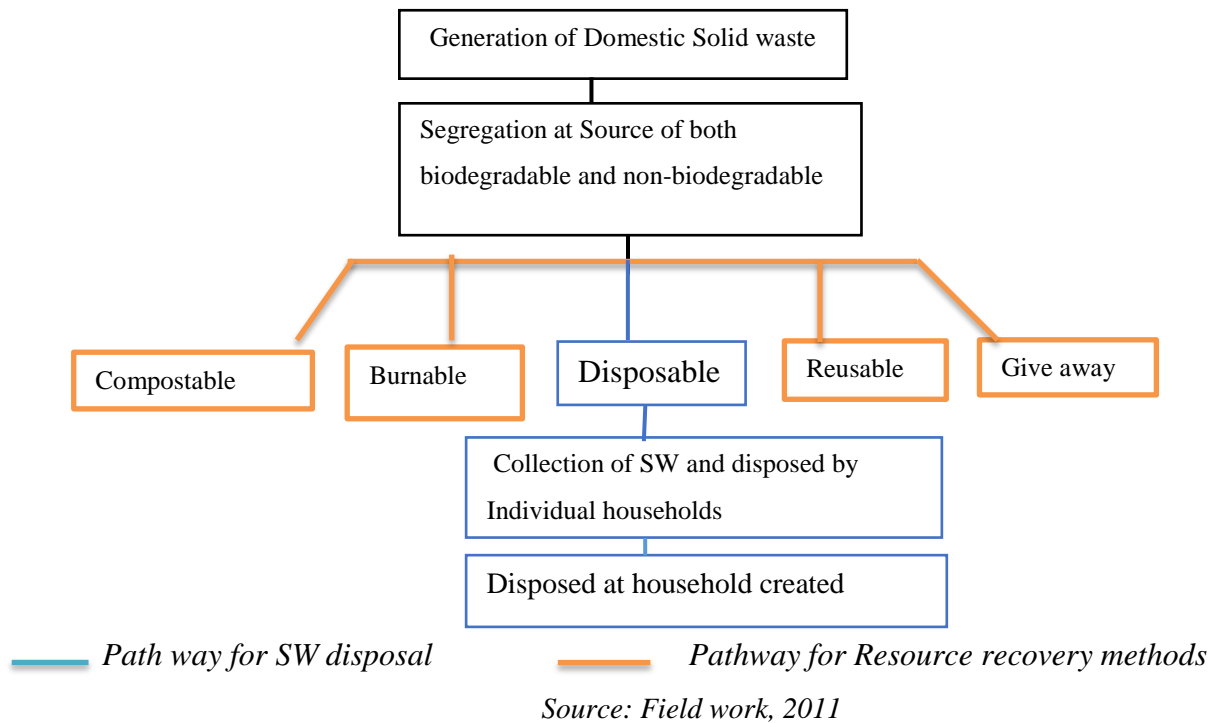 Generation of Domestic Solid waste
Segregation at Source of both
biodegradable and non-biodegradable
Compostable
Burnable
Disposable
Reusable
Give away
Collection of SW and disposed by
Individual households
Disposed at household created
Path way for SW disposal
Pathway for Resource recovery methods
Source: Field work, 2011